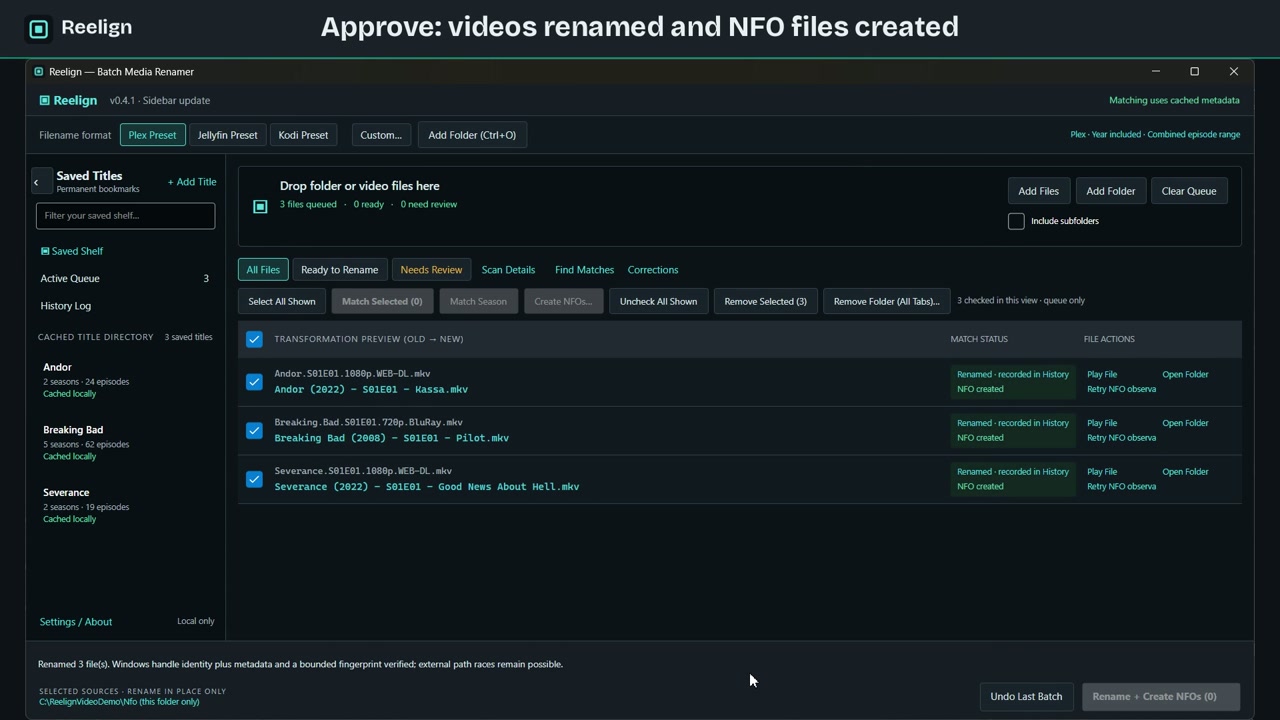 Reelign
Approve: videos renamed and NFO files created
Reelign — Batch Media Renamer
Reelign v0.4.1 · Sidebar update
Matching uses cached metadata
Filename format Plex Preset Jellyfin Preset Kodi Preset Custom... Add Folder (Ctrl+O)
Plex · Year included · Combined episode range
Saved Titles
Permanent bookmarks
+ Add Title
Filter your saved shelf...
Saved Shelf
Active Queue 3
History Log
CACHED TITLE DIRECTORY 3 saved titles
Andor
2 seasons · 24 episodes
Cached locally
Breaking Bad
5 seasons · 62 episodes
Cached locally
Severance
2 seasons · 19 episodes
Cached locally
Settings / About Local only
Drop folder or video files here
3 files queued · 0 ready · 0 need review
Add Files Add Folder Clear Queue
Include subfolders
All Files Ready to Rename Needs Review Scan Details Find Matches Corrections
Select All Shown Match Selected (0) Match Season Create NFOs... Uncheck All Shown Remove Selected (3) Remove Folder (All Tabs)... 3 checked in this view · queue only
TRANSFORMATION PREVIEW (OLD → NEW) MATCH STATUS FILE ACTIONS
Andor.S01E01.1080p.WEB-DL.mkv Renamed · recorded in History Play File Open Folder
Andor (2022) - S01E01 - Kassa.mkv NFO created Retry NFO observa
Breaking.Bad.S01E01.720p.BluRay.mkv Renamed · recorded in History Play File Open Folder
Breaking Bad (2008) - S01E01 - Pilot.mkv NFO created Retry NFO observa
Severance.S01E01.1080p.WEB-DL.mkv Renamed · recorded in History Play File Open Folder
Severance (2022) - S01E01 - Good News About Hell.mkv NFO created Retry NFO observa
Renamed 3 file(s). Windows handle identity plus metadata and a bounded fingerprint verified; external path races remain possible.
SELECTED SOURCES · RENAME IN PLACE ONLY
C:\ReelignVideoDemo\Nfo (this folder only)
Undo Last Batch Rename + Create NFOs (0)